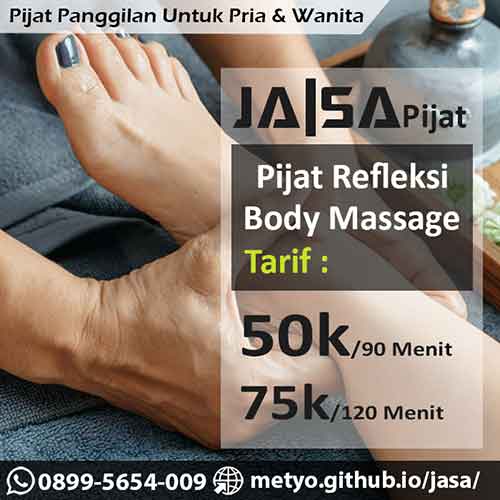 Pijat Panggilan Untuk Pria & Wanita
JA|SA Pijat
Pijat Refleksi
Body Massage
Tarif :
50k/90 Menit
75k/120 Menit
0899-5654-009 metyo.github.io/jasa/